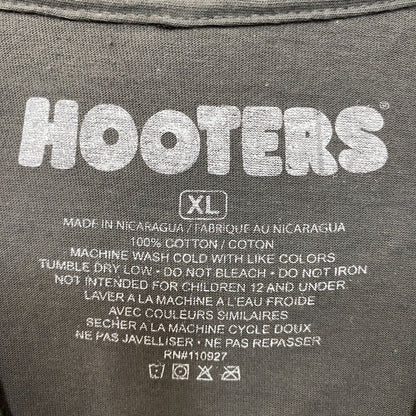 HOOTERS®
XL
MADE IN NICARAGUA / FABRIQUE AU NICARAGUA
100% COTTON / COTON
MACHINE WASH COLD WITH LIKE COLORS
TUMBLE DRY LOW • DO NOT BLEACH • DO NOT IRON
NOT INTENDED FOR CHILDREN 12 AND UNDER
LAVER A LA MACHINE A L'EAU FROIDE
AVEC COULEURS SIMILAIRES
SECHER A LA MACHINE CYCLE DOUX
NE PAS JAVELLISER • NE PAS REPASSER
RN#110927